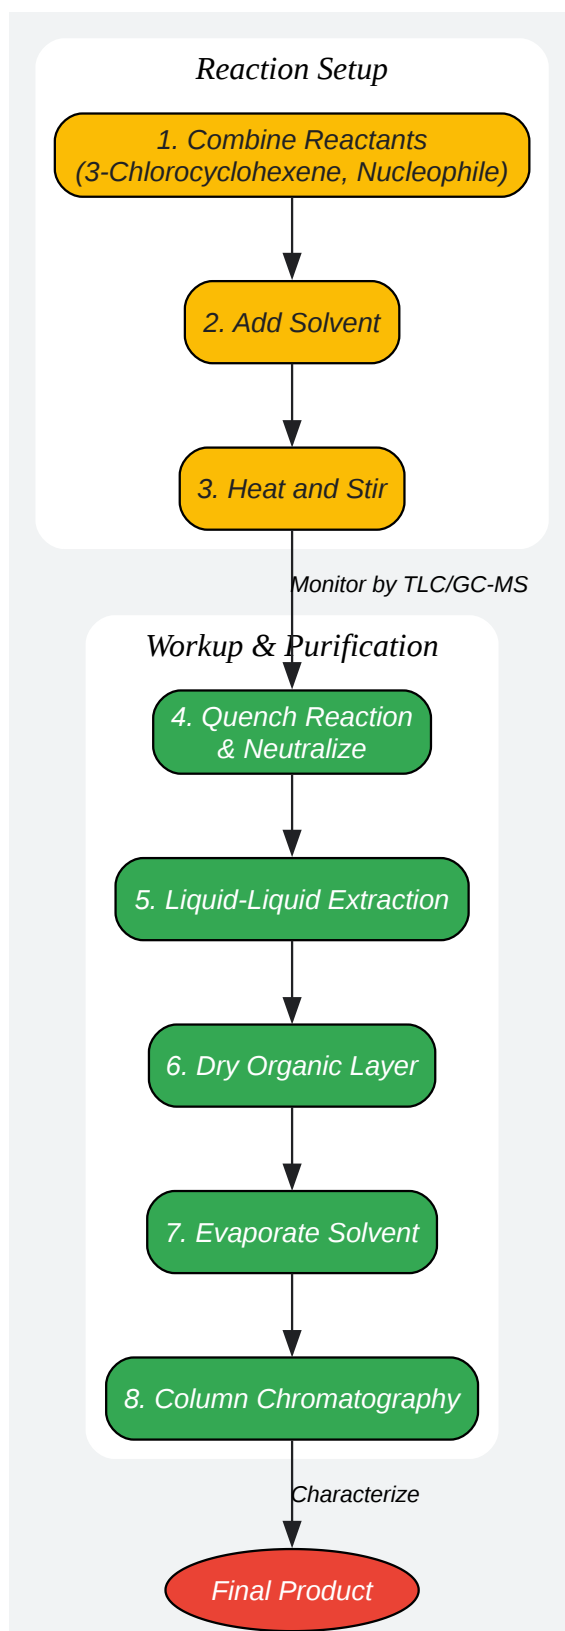 Reaction Setup
1. Combine Reactants
(3-Chlorocyclohexene, Nucleophile)
2. Add Solvent
3. Heat and Stir
Monitor by TLC/GC-MS
Workup & Purification
4. Quench Reaction
& Neutralize
5. Liquid-Liquid Extraction
6. Dry Organic Layer
7. Evaporate Solvent
8. Column Chromatography
Characterize
Final Product